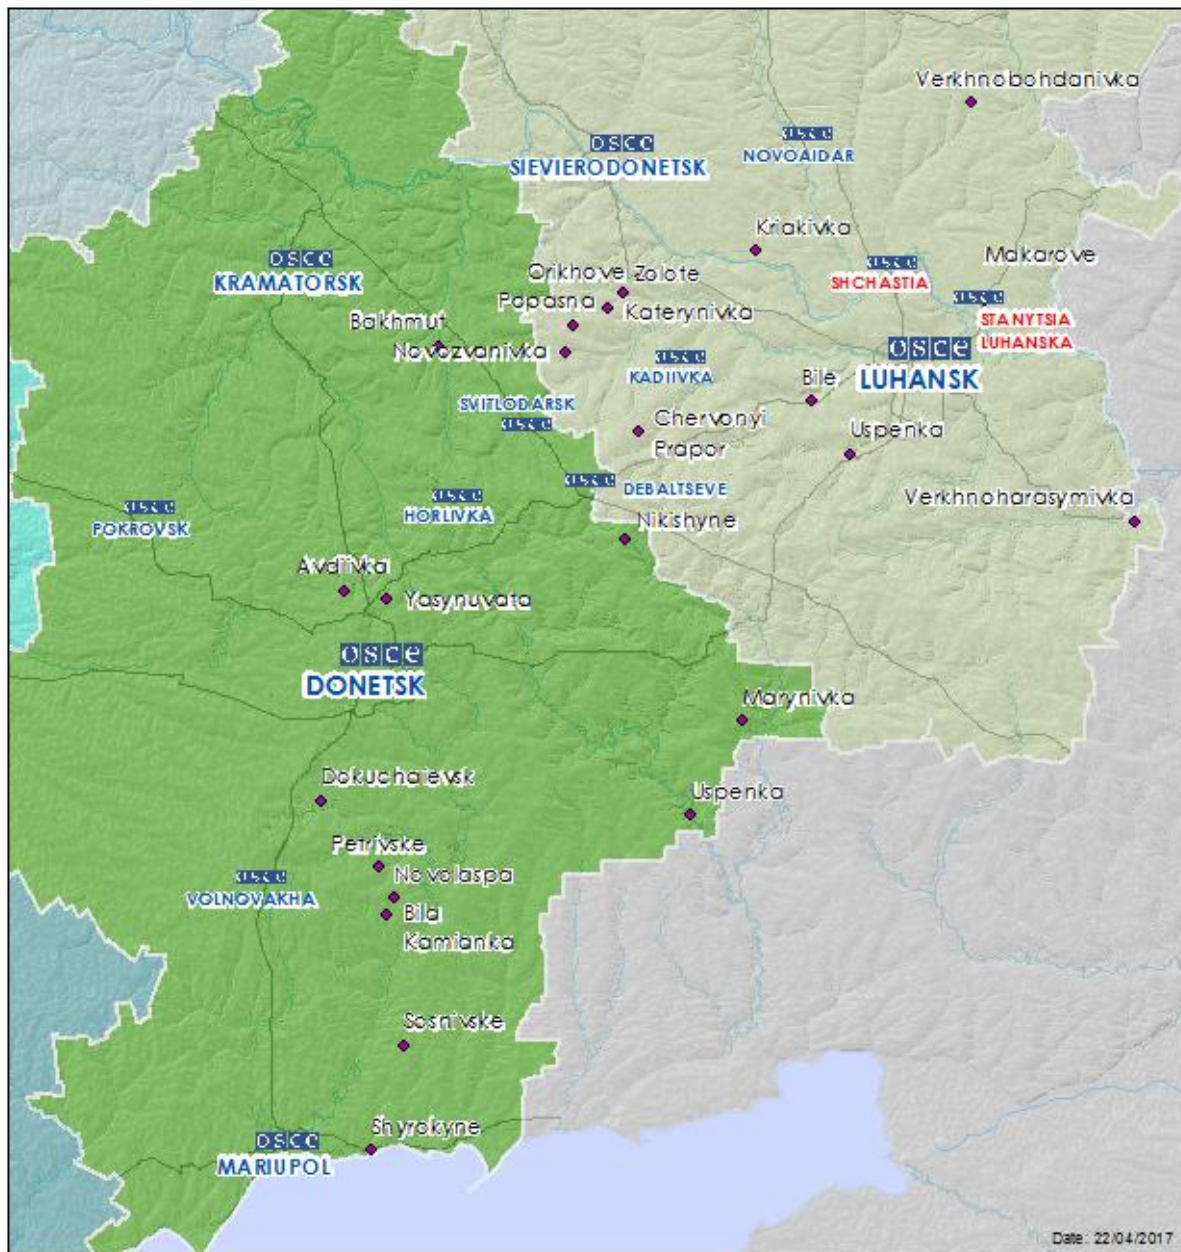 Verkhnobohdanivka
OSCE
SIEVIERODONETSK
OSCE
NOVOAIDAR
Kriakivka
Makarove
OSCE
KRAMATORSK
Orikhove
Zolote
OSCE
SHCHASTIA
Popasna
Katerynivka
OSCE
STANYTSIA
LUHANSKA
Bakhmut
Novozvanivka
OSCE
KADIIVKA
OSCE
LUHANSK
Bile
SVITLODARSK
OSCE
Chervonyi
Prapor
Uspenka
OSCE
DEBALTSEVE
Verkhnoharasymivka
OSCE
POKROVSK
OSCE
HORLIVKA
Nikishyne
Avdiivka
Yasynuvata
OSCE
DONETSK
Marynivka
Dokuchaievsk
Uspenka
Petrivske
OSCE
VOLNOVAKHA
Novolaspa
Bila
Kamianka
Sosnivske
Shyrokyne
OSCE
MARIUPOL
Date: 22/04/2017